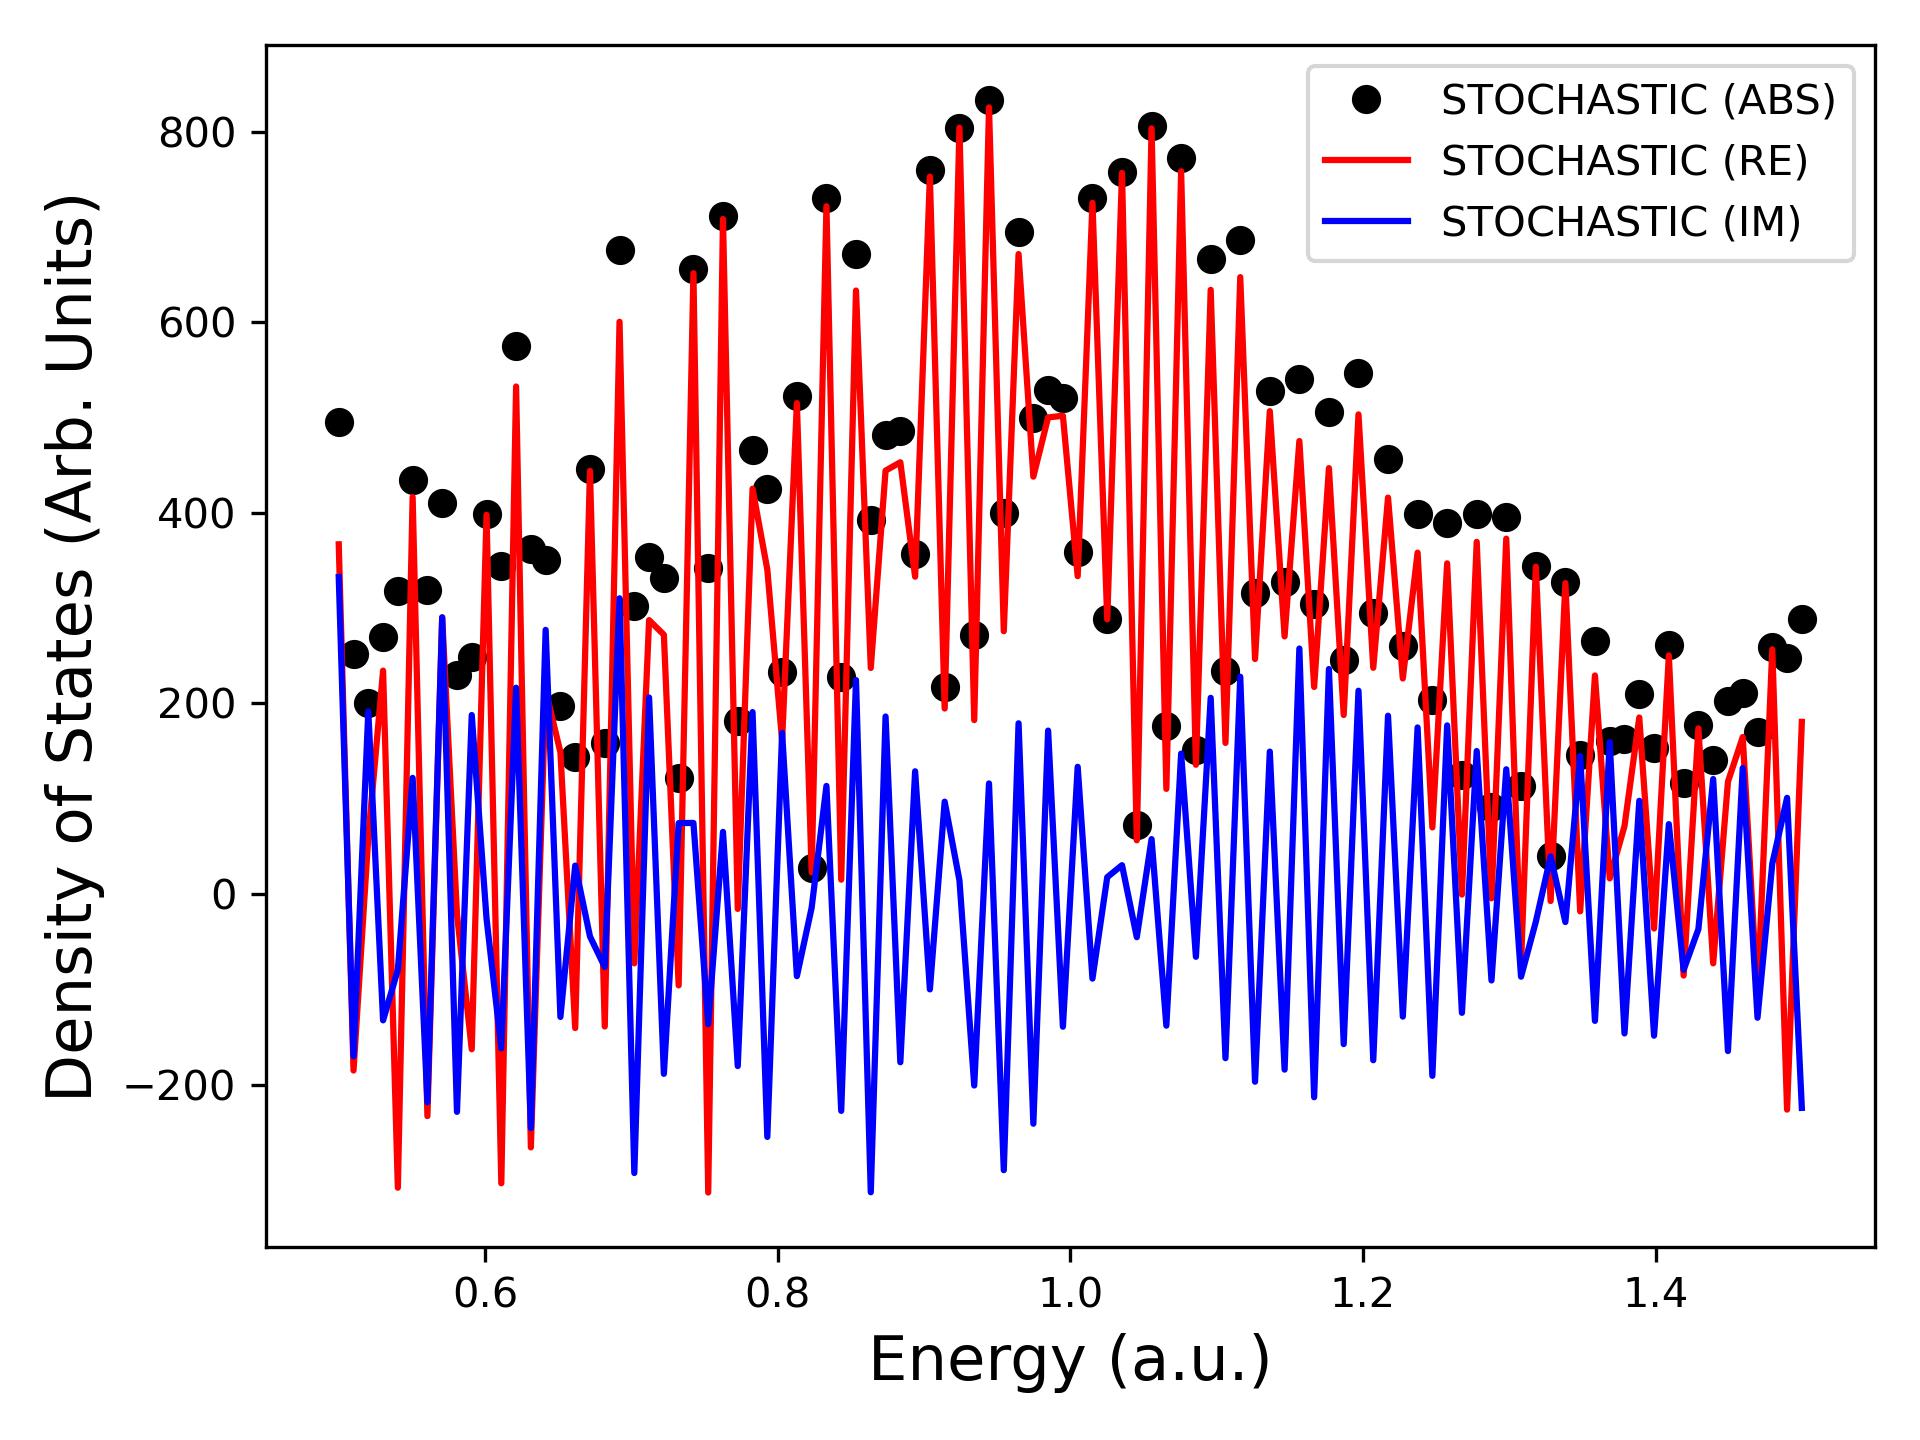 STOCHASTIC (ABS)
STOCHASTIC (RE)
STOCHASTIC (IM)
Density of States (Arb. Units)
800
600
400
200
0
−200
0.6 0.8 1.0 1.2 1.4
Energy (a.u.)